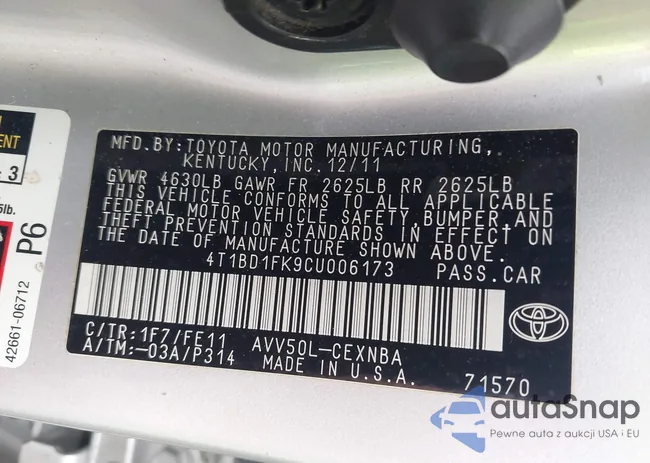 MFD.BY:TOYOTA MOTOR MANUFACTURING,
KENTUCKY,INC.12/11
GVWR 4630LB GAWR FR 2625LB RR 2625LB
THIS VEHICLE CONFORMS TO ALL APPLICABLE
FEDERAL MOTOR VEHICLE SAFETY,BUMPER,AND
THEFT PREVENTION STANDARDS IN EFFECT ON
THE DATE OF MANUFACTURE SHOWN ABOVE.
4T1BD1FK9CU006173 PASS.CAR
C/TR:1F7/FE11 AVV50L-CEXNBA
A/TM:-03A/P314 MADE IN U.S.A. 71570
ENT
3
5lb.
P6
42661-06712
autoSnap
Pewne auta z aukcji USA i EU